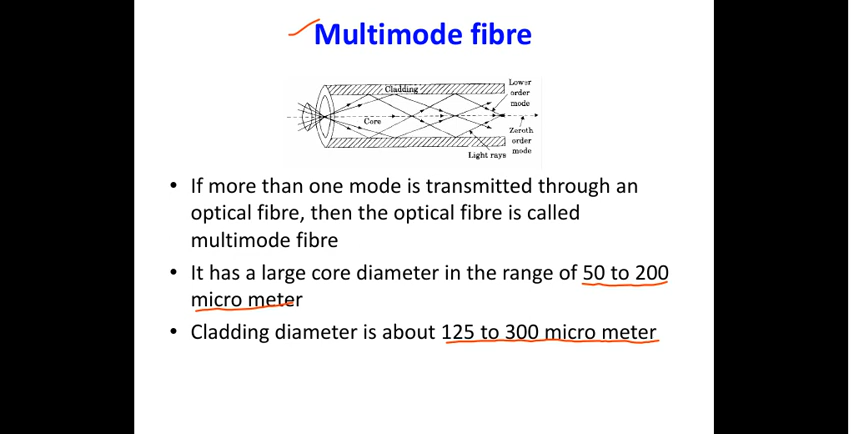 Multimode fibre
Cladding
Core
Lower
order
mode
Zeroth
order
mode
Light rays
• If more than one mode is transmitted through an
optical fibre, then the optical fibre is called
multimode fibre
• It has a large core diameter in the range of 50 to 200
micro meter
• Cladding diameter is about 125 to 300 micro meter